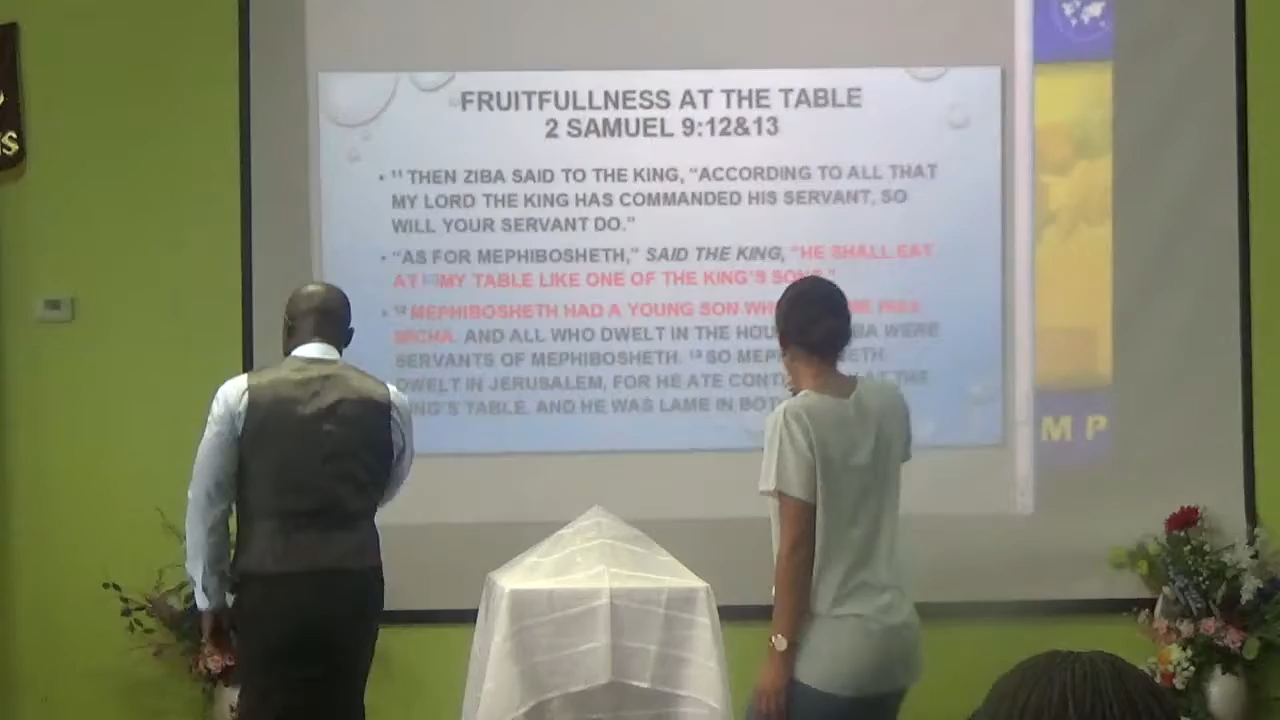 FRUITFULLNESS AT THE TABLE
2 SAMUEL 9:12&13
• 11 THEN ZIBA SAID TO THE KING, “ACCORDING TO ALL THAT
MY LORD THE KING HAS COMMANDED HIS SERVANT, SO
WILL YOUR SERVANT DO.”
• “AS FOR MEPHIBOSHETH,” SAID THE KING, “HE SHALL EAT
AT MY TABLE LIKE ONE OF THE KING’S
• 12 MEPHIBOSHETH HAD A YOUNG SON
MICHA. AND ALL WHO DWELT IN THE WERE
SERVANTS OF MEPHIBOSHETH. 13 SO
DWELT IN JERUSALEM, FOR HE ATE THE
KING’S TABLE. AND HE WAS LAME IN
M P